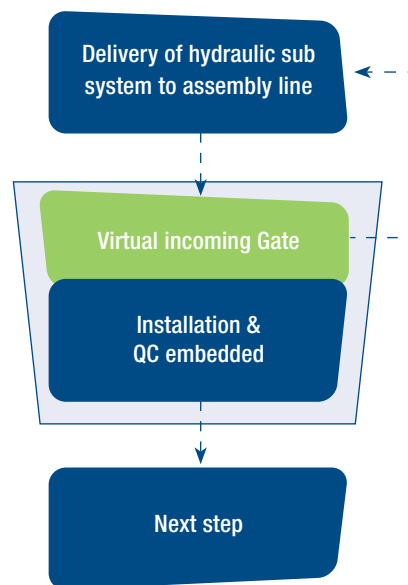 Delivery of hydraulic sub
system to assembly line
Virtual incoming Gate
Installation &
QC embedded
Next step